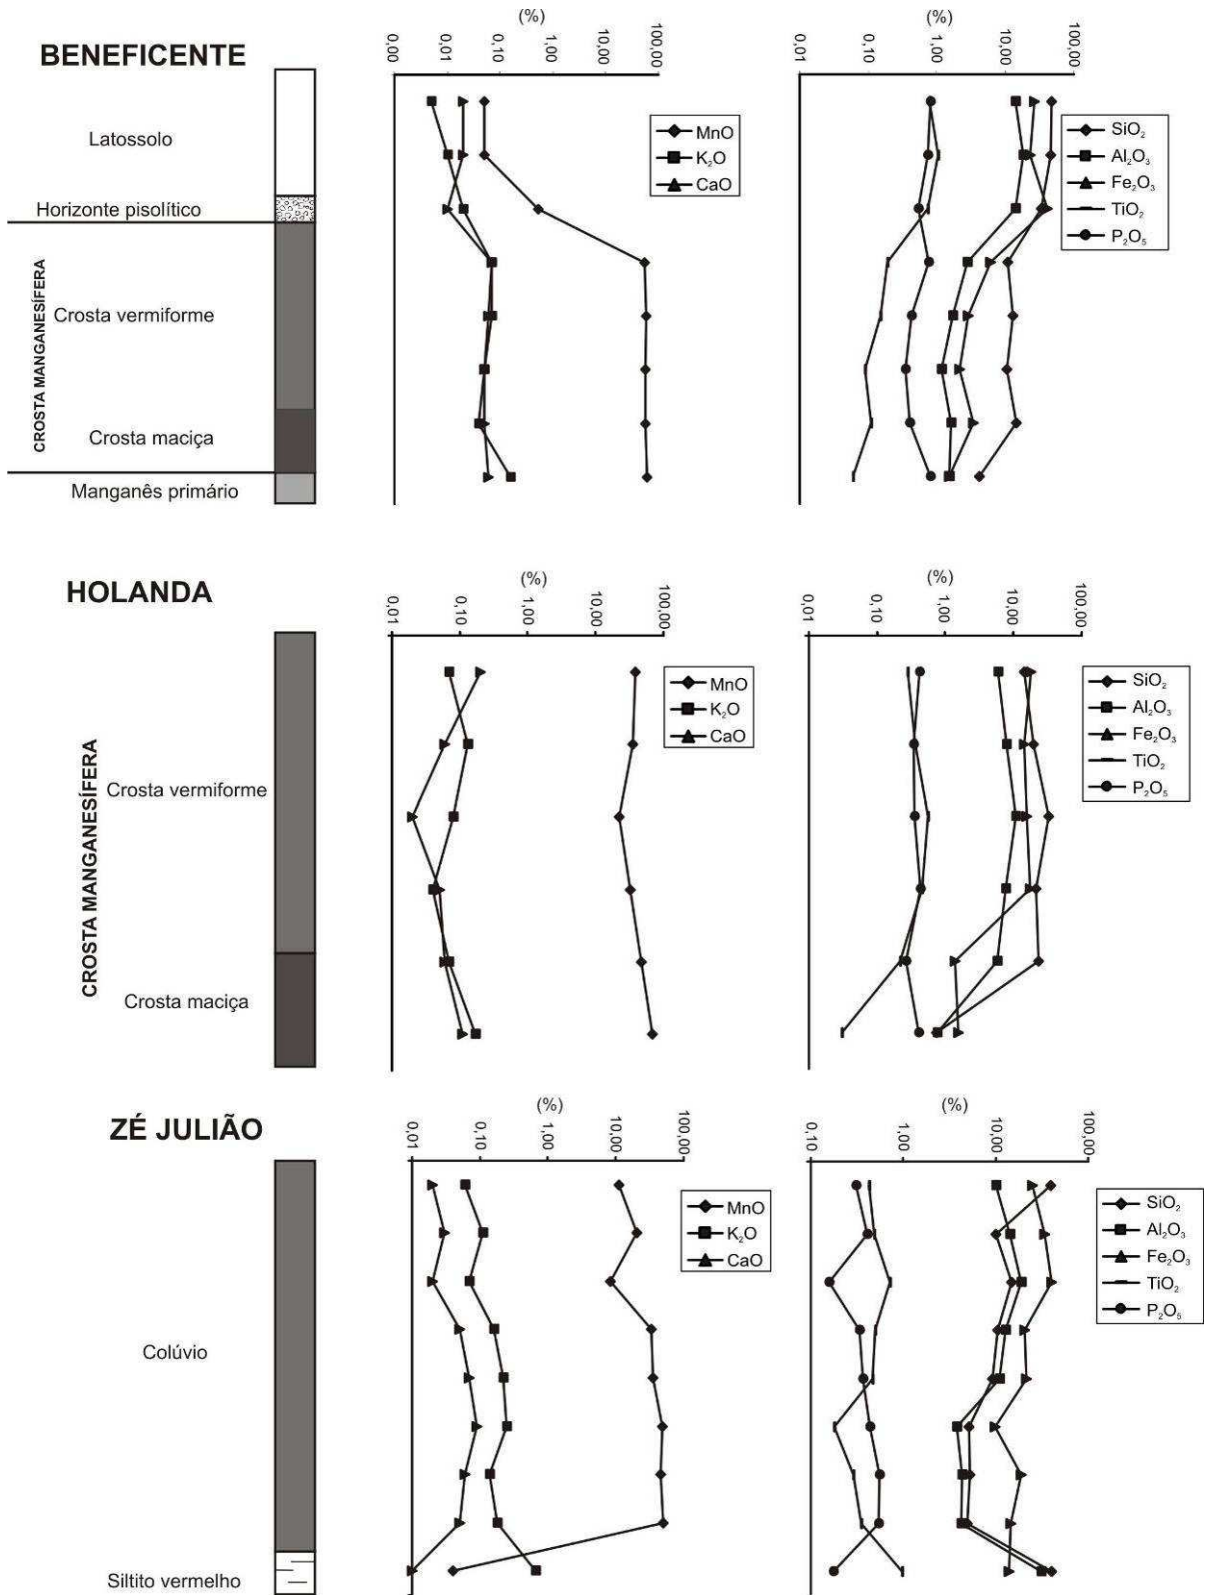 BENEFICENTE
Latossolo
Horizonte pisolítico
CROSTA MANGANESÍFERA
Crosta vermiforme
Crosta maciça
Manganês primário
(%)
0,00
0,01
0,10
1,00
10,00
100,00
MnO
K₂O
CaO
(%)
0,01
0,10
1,00
10,00
100,00
SiO₂
Al₂O₃
Fe₂O₃
TiO₂
P₂O₅
HOLANDA
CROSTA MANGANESÍFERA
Crosta vermiforme
Crosta maciça
(%)
0,01
0,10
1,00
10,00
100,00
MnO
K₂O
CaO
(%)
0,01
0,10
1,00
10,00
100,00
SiO₂
Al₂O₃
Fe₂O₃
TiO₂
P₂O₅
ZÉ JULIÃO
Colúvio
Siltito vermelho
(%)
0,01
0,10
1,00
10,00
100,00
MnO
K₂O
CaO
(%)
0,10
1,00
10,00
100,00
SiO₂
Al₂O₃
Fe₂O₃
TiO₂
P₂O₅